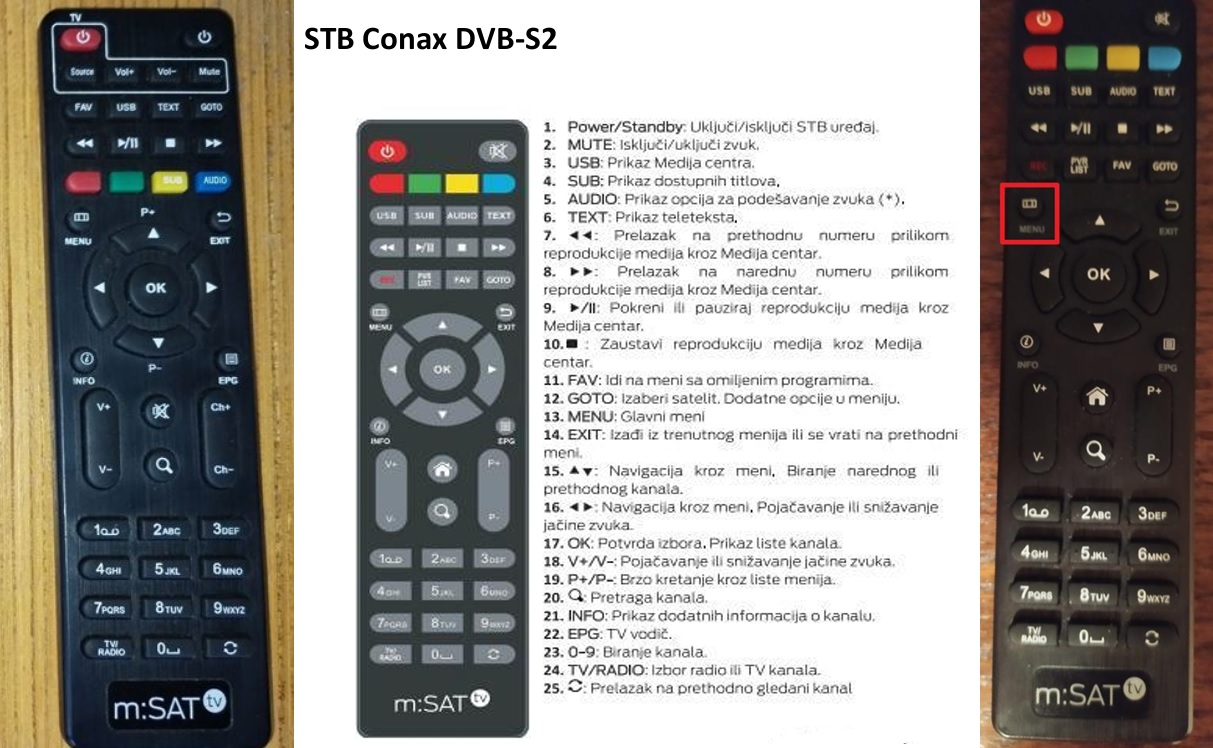 TV
Source Vol+ Vol- Mute
FAV USB TEXT GOTO
SUB AUDIO
P+
MENU EXIT
OK
P-
INFO EPG
V+ Ch+
V- Ch-
1 2ABC 3DEF
4GHI 5JKL 6MNO
7PQRS 8TUV 9WXYZ
TV/
RADIO 0
m:SAT tv
STB Conax DVB-S2
USB SUB AUDIO TEXT
REC PVR
LIST FAV GOTO
MENU EXIT
OK
INFO EPG
V+ P+
V- P-
1 2ABC 3DEF
4GHI 5JKL 6MNO
7PQRS 8TUV 9WXYZ
TV/
RADIO 0
m:SAT tv
1. Power/Standby: Uključi/isključi STB uređaj.
2. MUTE: Isključi/uključi zvuk.
3. USB: Prikaz Medija centra.
4. SUB: Prikaz dostupnih titlova.
5. AUDIO: Prikaz opcija za podešavanje zvuka (*).
6. TEXT: Prikaz teleteksta.
7. ◄◄: Prelazak na prethodnu numeru prilikom
reprodukcije medija kroz Medija centar.
8. ►►: Prelazak na narednu numeru prilikom
reprodukcije medija kroz Medija centar.
9. ►/II: Pokreni ili pauziraj reprodukciju medija kroz
Medija centar.
10. ■ : Zaustavi reprodukciju medija kroz Medija
centar.
11. FAV: Idi na meni sa omiljenim programima.
12. GOTO: Izaberi satelit. Dodatne opcije u meniju.
13. MENU: Glavni meni
14. EXIT: Izađi iz trenutnog menija ili se vrati na prethodni
meni.
15. ▲▼: Navigacija kroz meni. Biranje narednog ili
prethodnog kanala.
16. ◄►: Navigacija kroz meni. Pojačavanje ili snižavanje
jačine zvuka.
17. OK: Potvrda izbora. Prikaz liste kanala.
18. V+/V-: Pojačavanje ili snižavanje jačine zvuka.
19. P+/P-: Brzo kretanje kroz liste menija.
20. : Pretraga kanala.
21. INFO: Prikaz dodatnih informacija o kanalu.
22. EPG: TV vodič.
23. 0-9: Biranje kanala.
24. TV/RADIO: Izbor radio ili TV kanala.
25. : Prelazak na prethodno gledani kanal
USB SUB AUDIO TEXT
REC PVR
LIST FAV GOTO
MENU EXIT
OK
INFO EPG
V+ P+
V- P-
1 2ABC 3DEF
4GHI 5JKL 6MNO
7PQRS 8TUV 9WXYZ
TV/
RADIO 0
m:SAT tv